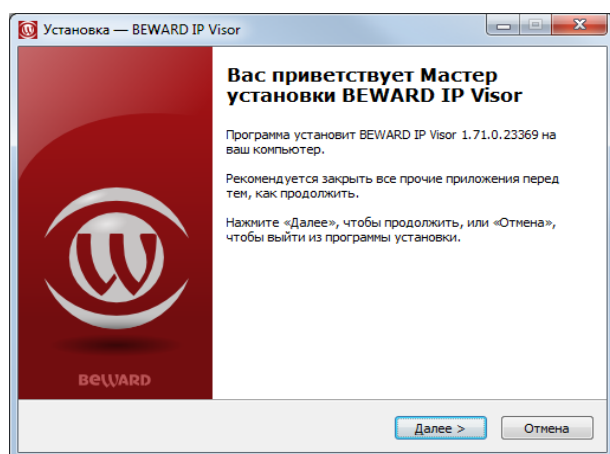 Установка — BEWARD IP Visor
Вас приветствует Мастер
установки BEWARD IP Visor
Программа установит BEWARD IP Visor 1.71.0.23369 на
ваш компьютер.
Рекомендуется закрыть все прочие приложения перед
тем, как продолжить.
Нажмите «Далее», чтобы продолжить, или «Отмена»,
чтобы выйти из программы установки.
BEWARD
Далее >
Отмена